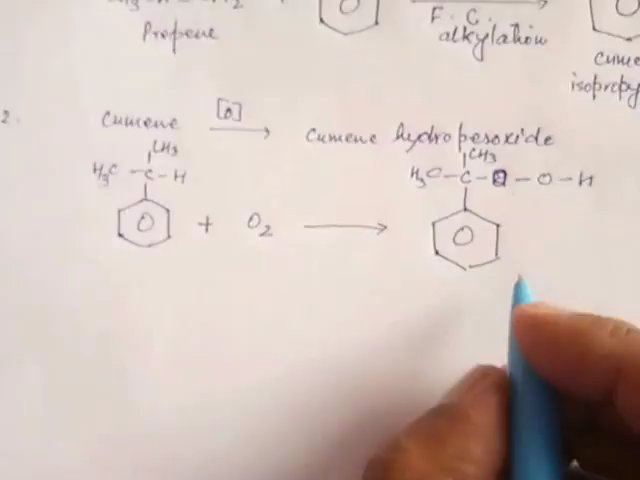 Propene
F. C.
alkylation
cume
isopropy
2.
Cumene [O] Cumene hydroperoxide
CH3 CH3
H3C - C - H H3C - C - O - O - H
+ O2